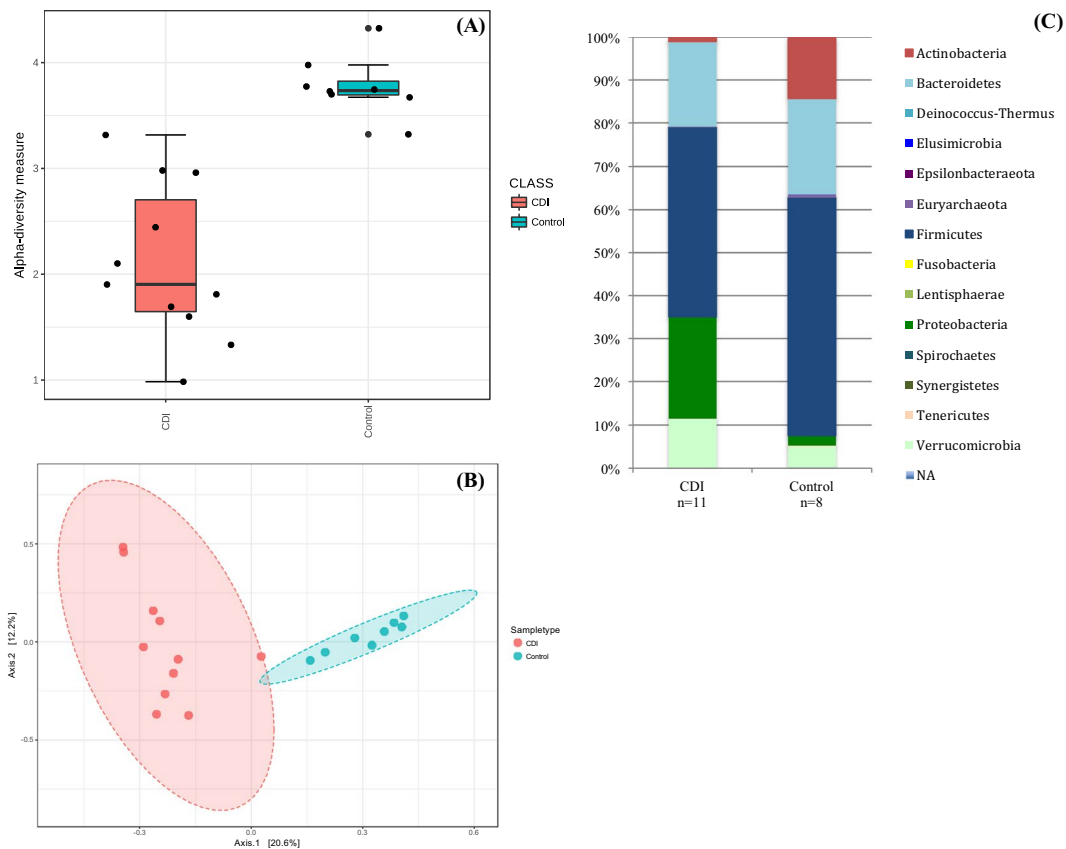 (A)
Alpha-diversity measure
4
3
2
1
CDI
Control
CLASS
CDI
Control
(B)
Axis.2 [12.2%]
0.5
0.0
-0.5
-0.3
0.0
0.3
0.6
Axis.1 [20.6%]
Sampletype
CDI
Control
(C)
100%
90%
80%
70%
60%
50%
40%
30%
20%
10%
0%
CDI
n=11
Control
n=8
Actinobacteria
Bacteroidetes
Deinococcus-Thermus
Elusimicrobia
Epsilonbacteraeota
Euryarchaeota
Firmicutes
Fusobacteria
Lentisphaerae
Proteobacteria
Spirochaetes
Synergistetes
Tenericutes
Verrucomicrobia
NA